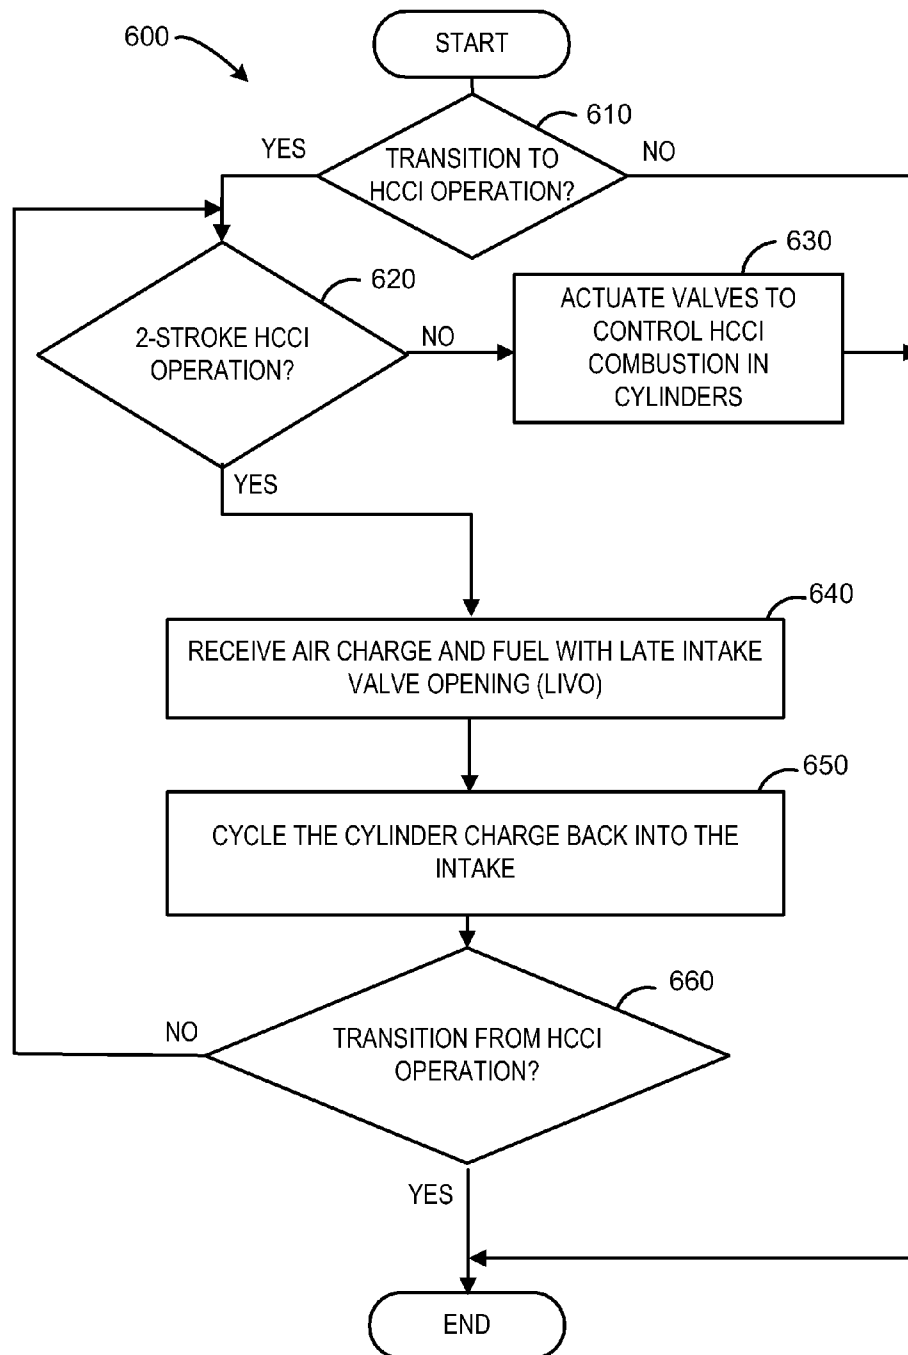 600
START
610
YES
TRANSITION TO
HCCI OPERATION?
NO
620
2-STROKE HCCI
OPERATION?
NO
630
ACTUATE VALVES TO
CONTROL HCCI
COMBUSTION IN
CYLINDERS
YES
640
RECEIVE AIR CHARGE AND FUEL WITH LATE INTAKE
VALVE OPENING (LIVO)
650
CYCLE THE CYLINDER CHARGE BACK INTO THE
INTAKE
660
NO
TRANSITION FROM HCCI
OPERATION?
YES
END